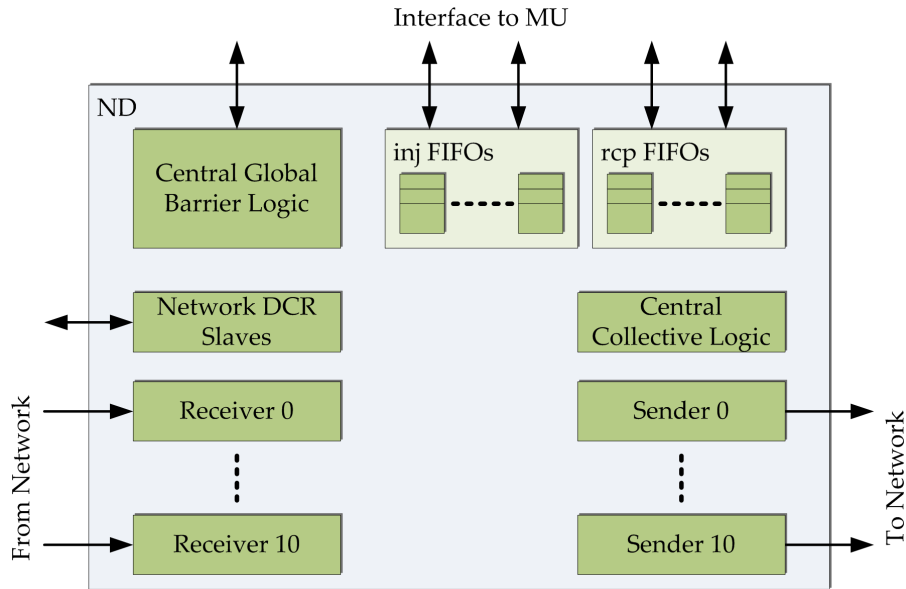 Interface to MU
ND
Central Global
Barrier Logic
inj FIFOs
rcp FIFOs
Network DCR
Slaves
Central
Collective Logic
Receiver 0
Sender 0
From Network
To Network
Receiver 10
Sender 10